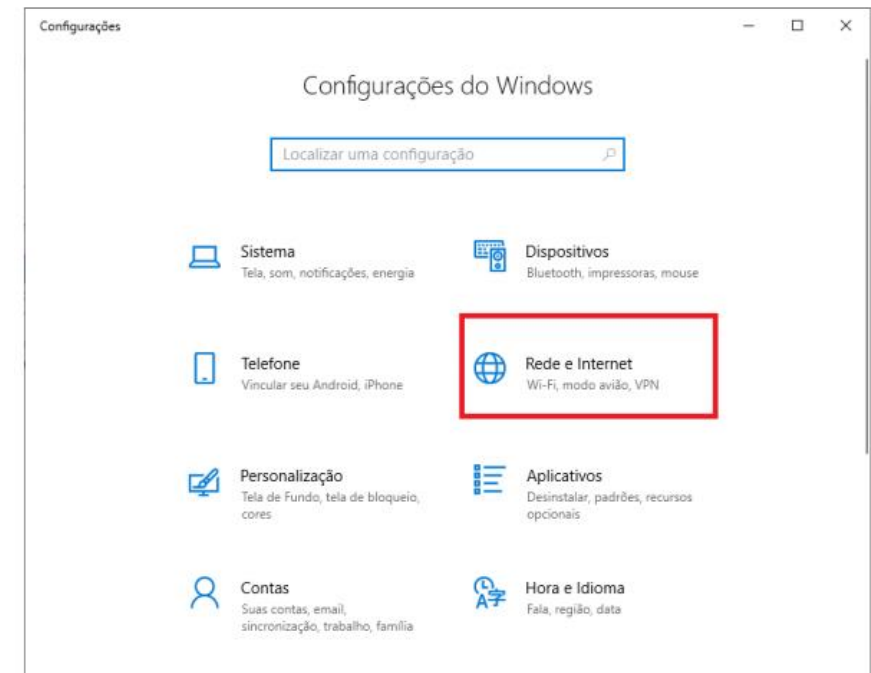 Configurações
Configurações do Windows
Localizar uma configuração
Sistema
Tela, som, notificações, energia
Dispositivos
Bluetooth, impressoras, mouse
Telefone
Vincular seu Android, iPhone
Rede e Internet
Wi-Fi, modo avião, VPN
Personalização
Tela de Fundo, tela de bloqueio,
cores
Aplicativos
Desinstalar, padrões, recursos
opcionais
Contas
Suas contas, email,
sincronização, trabalho, família
Hora e Idioma
Fala, região, data